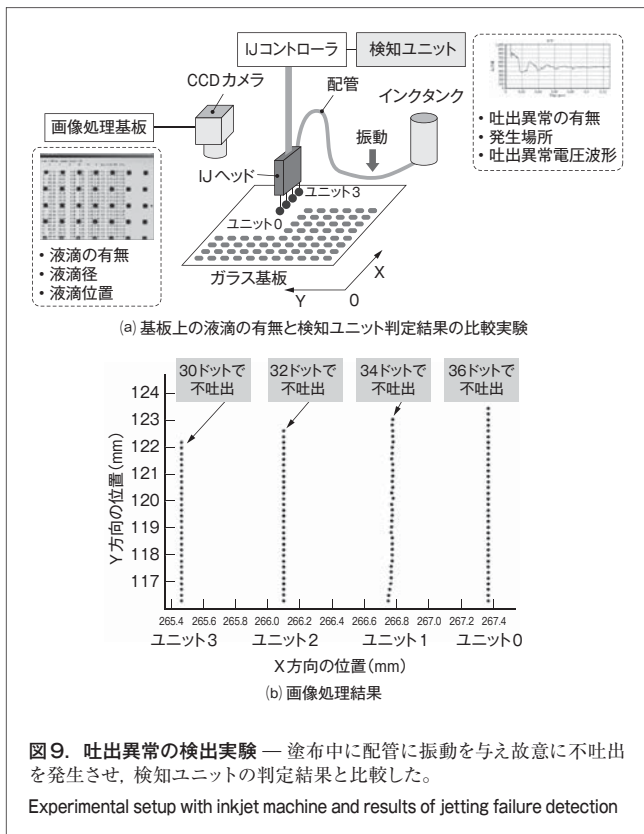 IJコントローラ
検知ユニット
CCDカメラ
配管
インクタンク
画像処理基板
振動
・吐出異常の有無
・発生場所
・吐出異常電圧波形
IJヘッド
ユニット3
ユニット0
・液滴の有無
・液滴径
・液滴位置
ガラス基板
X
Y
0
(a) 基板上の液滴の有無と検知ユニット判定結果の比較実験
30ドットで
不吐出
32ドットで
不吐出
34ドットで
不吐出
36ドットで
不吐出
Y方向の位置(mm)
124
123
122
121
120
119
118
117
265.4 265.6 265.8 266.0 266.2 266.4 266.6 266.8 267.0 267.2 267.4
ユニット3 ユニット2 ユニット1 ユニット0
X方向の位置(mm)
(b) 画像処理結果
図9. 吐出異常の検出実験 — 塗布中に配管に振動を与え故意に不吐出
を発生させ, 検知ユニットの判定結果と比較した。
Experimental setup with inkjet machine and results of jetting failure detection